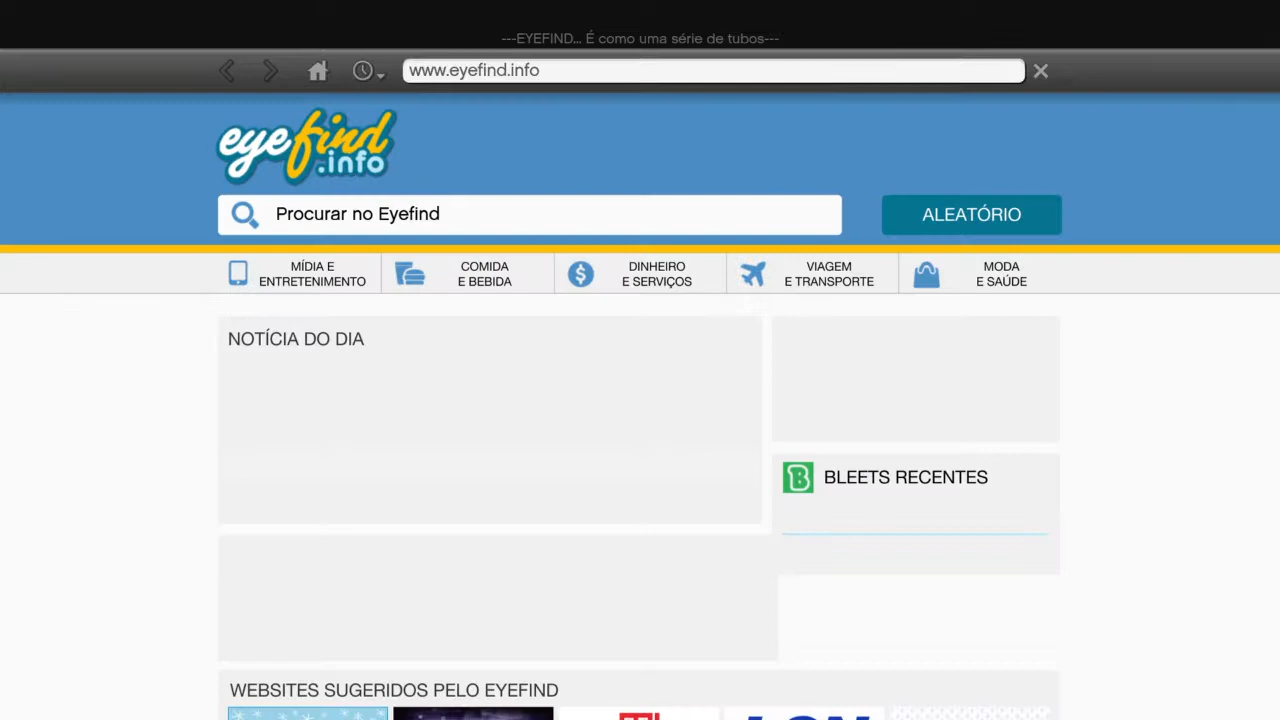 ---EYEFIND... É como uma série de tubos---
www.eyefind.info
eyefind
.info
Procurar no Eyefind
ALEATÓRIO
MÍDIA E
ENTRETENIMENTO
COMIDA
E BEBIDA
DINHEIRO
E SERVIÇOS
VIAGEM
E TRANSPORTE
MODA
E SAÚDE
NOTÍCIA DO DIA
B BLEETS RECENTES
WEBSITES SUGERIDOS PELO EYEFIND